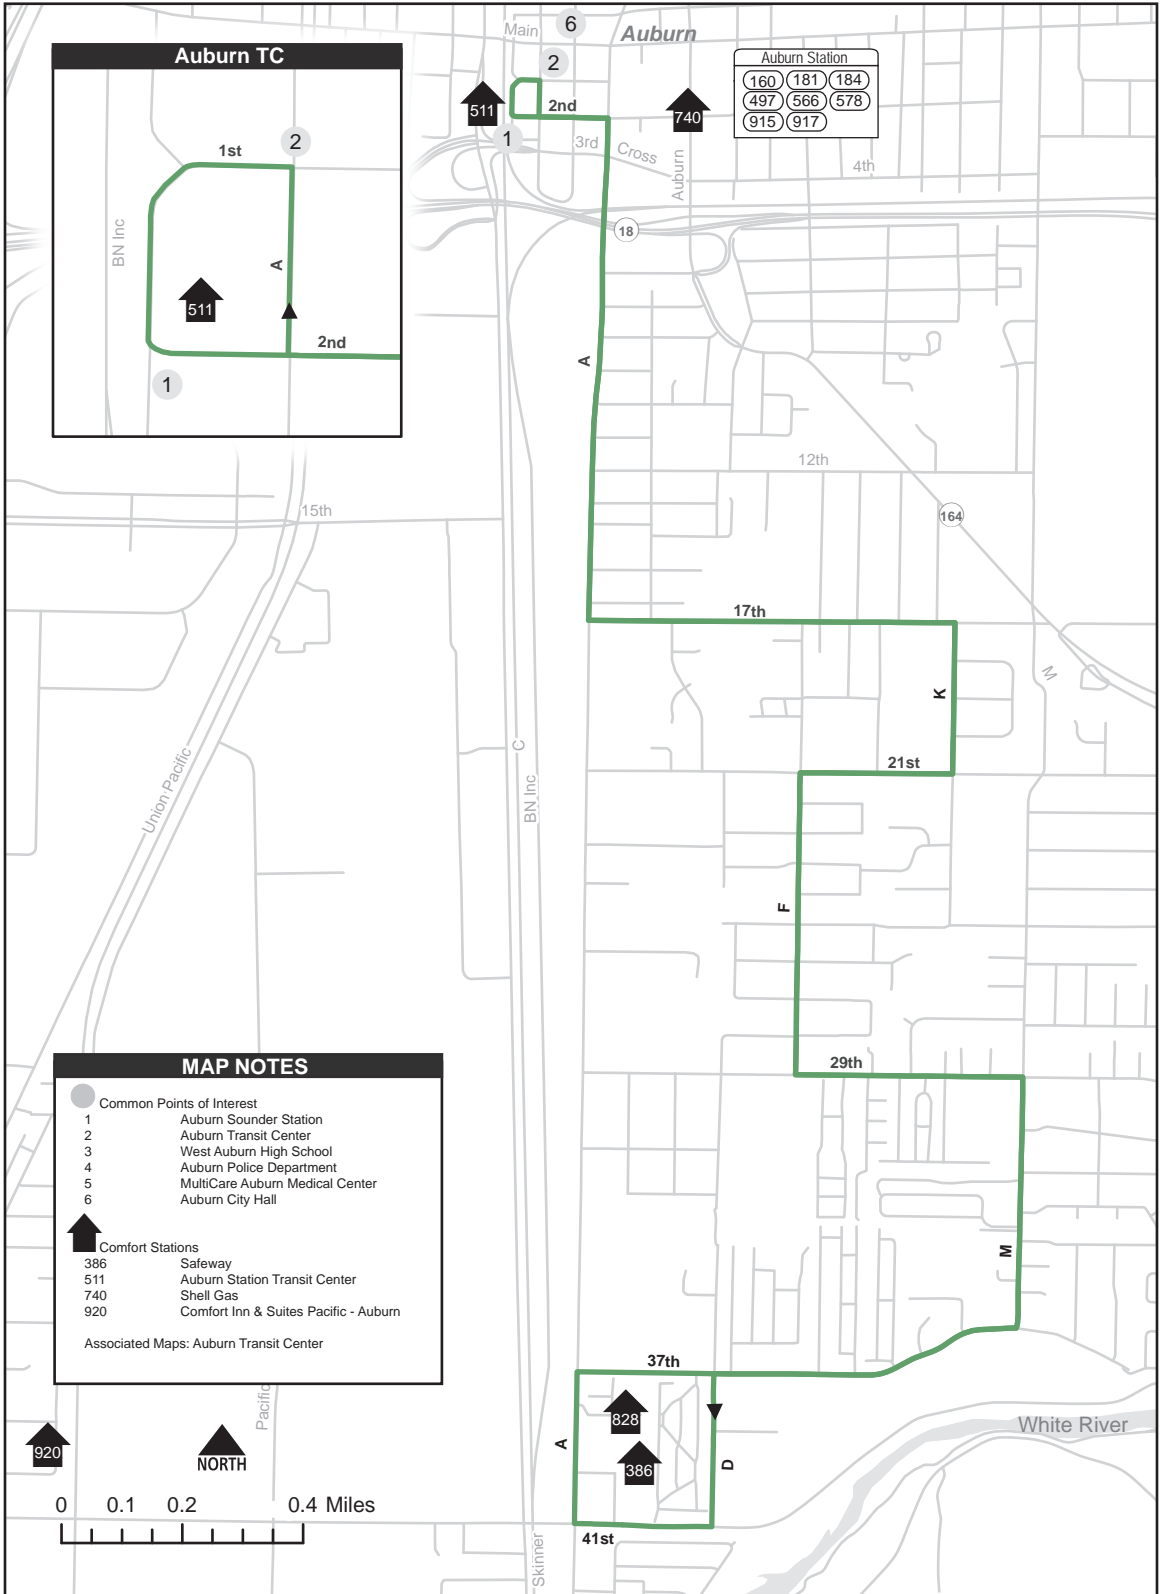 Main
6
Auburn
Auburn TC
2
Auburn Station
160 181 184
497 566 578
915 917
511
2nd
740
1
3rd
Cross
4th
Auburn
18
1st
2
BN Inc
A
511
2nd
1
A
12th
15th
164
17th
M
K
21st
C
BN Inc
Union Pacific
F
29th
MAP NOTES
Common Points of Interest
1 Auburn Sounder Station
2 Auburn Transit Center
3 West Auburn High School
4 Auburn Police Department
5 MultiCare Auburn Medical Center
6 Auburn City Hall
Comfort Stations
386 Safeway
511 Auburn Station Transit Center
740 Shell Gas
920 Comfort Inn & Suites Pacific - Auburn
Associated Maps: Auburn Transit Center
M
37th
828
386
A
D
White River
Pacific
920
NORTH
0 0.1 0.2 0.4 Miles
41st
Skinner